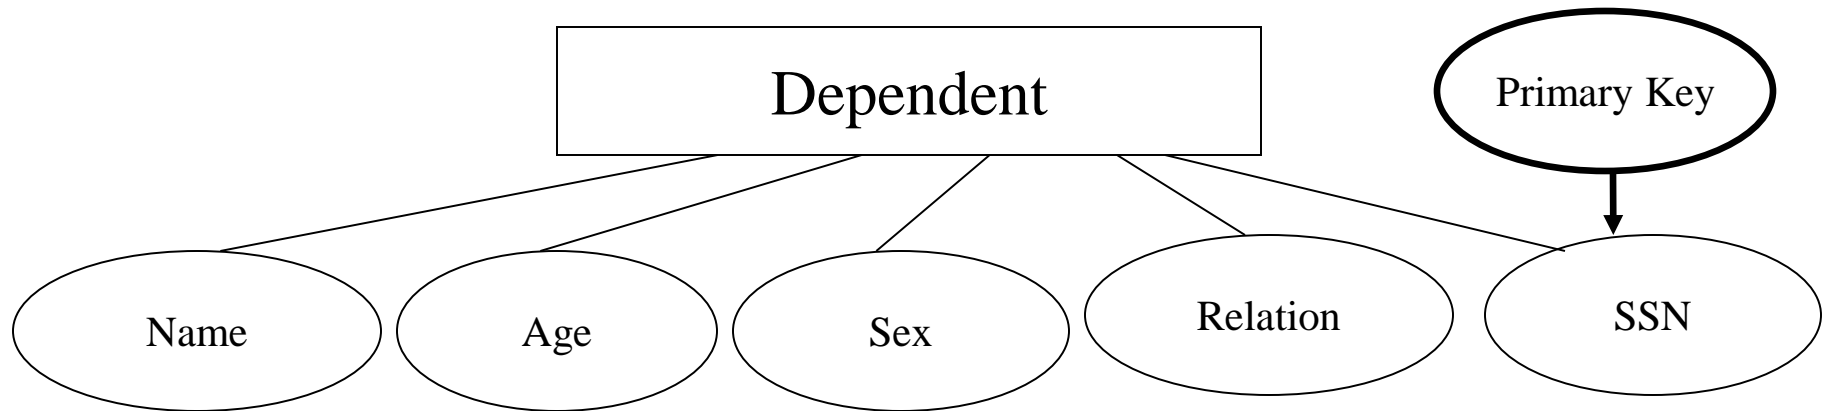 Dependent
Primary Key
Name
Age
Sex
Relation
SSN